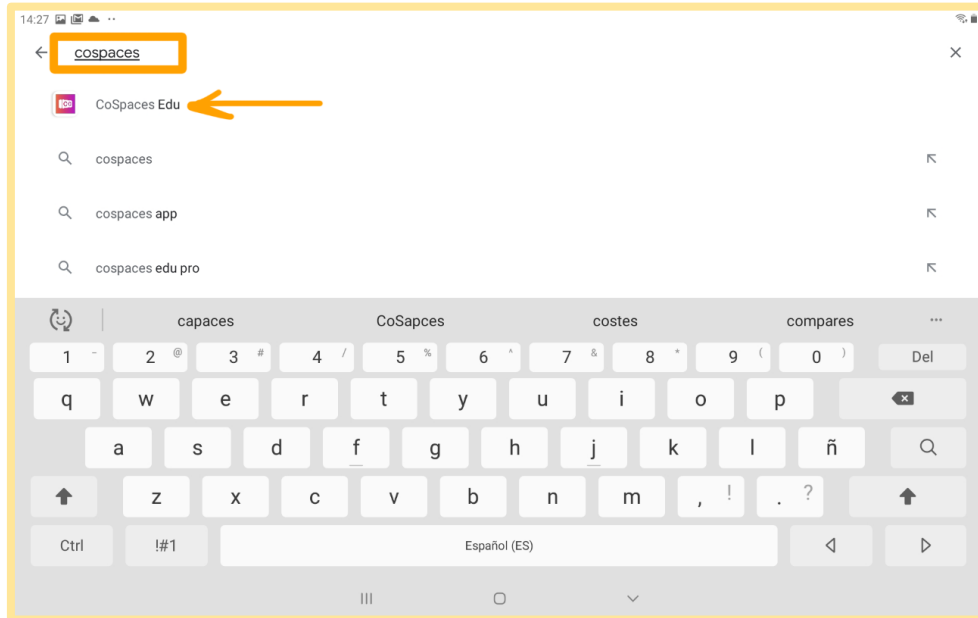 14:27
cospaces
CoSpaces Edu
cospaces
cospaces app
cospaces edu pro
capaces CoSapces costes compares ...
1 - 2 @ 3 # 4 / 5 % 6 ^ 7 & 8 * 9 ( 0 ) Del
q w e r t y u i o p
a s d f g h j k l ñ
z x c v b n m , ! . ?
Ctrl !#1 Español (ES)